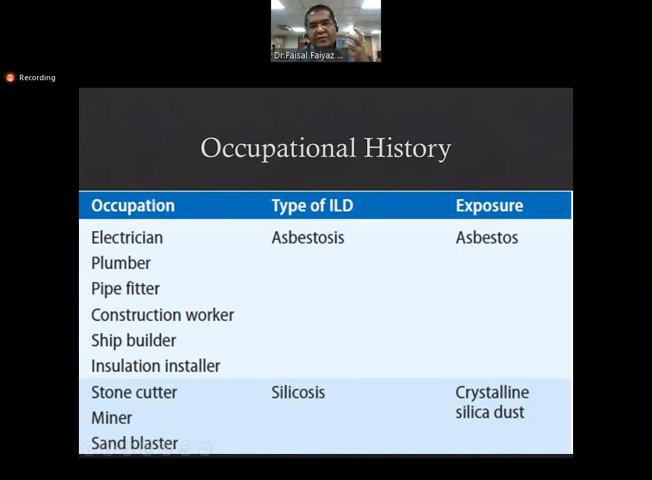 Dr.Faisal Faiyaz ...
Recording
Occupational History
Occupation Type of ILD Exposure
Electrician Asbestosis Asbestos
Plumber
Pipe fitter
Construction worker
Ship builder
Insulation installer
Stone cutter Silicosis Crystalline
Miner silica dust
Sand blaster